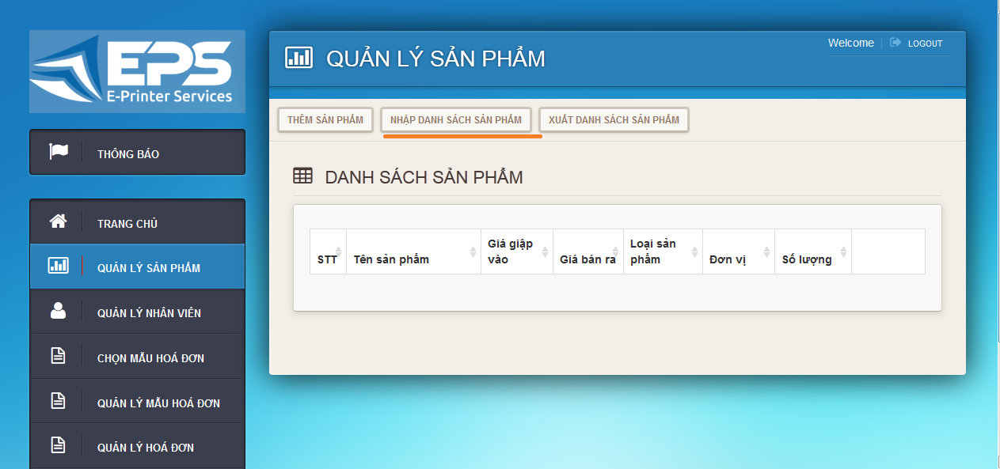 EPS
E-Printer Services
THÔNG BÁO
TRANG CHỦ
QUẢN LÝ SẢN PHẨM
QUẢN LÝ NHÂN VIÊN
CHỌN MẪU HOÁ ĐƠN
QUẢN LÝ MẪU HOÁ ĐƠN
QUẢN LÝ HOÁ ĐƠN
QUẢN LÝ SẢN PHẨM
Welcome LOGOUT
THÊM SẢN PHẨM NHẬP DANH SÁCH SẢN PHẨM XUẤT DANH SÁCH SẢN PHẨM
DANH SÁCH SẢN PHẨM
STT Tên sản phẩm Giá giập vào Giá bán ra Loại sản phẩm Đơn vị Số lượng